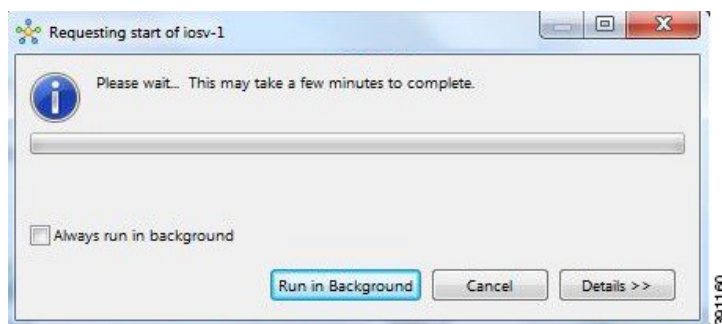 Requesting start of iosv-1
Please wait... This may take a few minutes to complete.
Always run in background
Run in Background
Cancel
Details >>